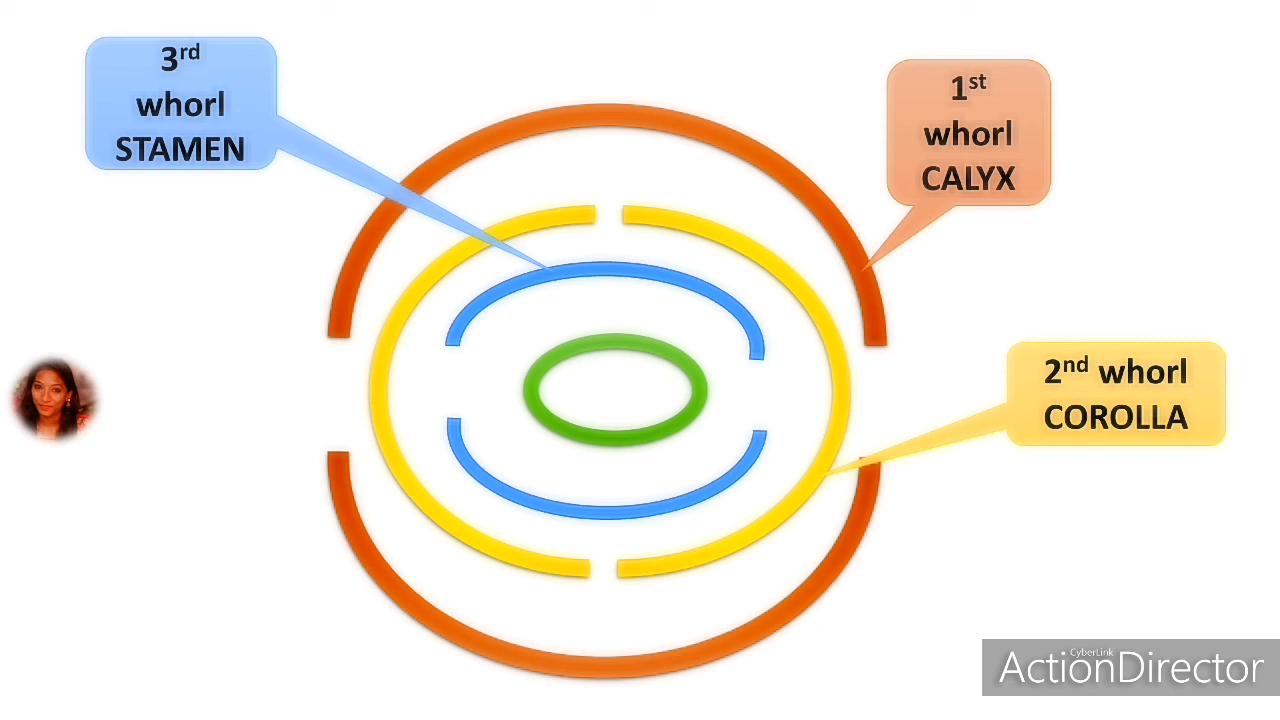 3rd
whorl
STAMEN
1st
whorl
CALYX
2nd whorl
COROLLA
CyberLink
ActionDirector